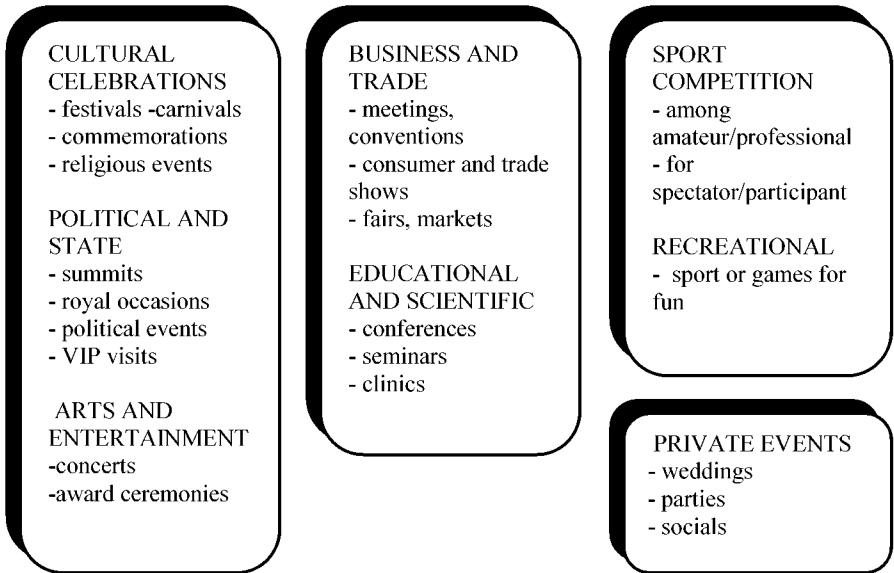 CULTURAL
CELEBRATIONS
- festivals -carnivals
- commemorations
- religious events
POLITICAL AND
STATE
- summits
- royal occasions
- political events
- VIP visits
ARTS AND
ENTERTAINMENT
-concerts
-award ceremonies
BUSINESS AND
TRADE
- meetings,
conventions
- consumer and trade
shows
- fairs, markets
EDUCATIONAL
AND SCIENTIFIC
- conferences
- seminars
- clinics
SPORT
COMPETITION
- among
amateur/professional
- for
spectator/participant
RECREATIONAL
- sport or games for
fun
PRIVATE EVENTS
- weddings
- parties
- socials